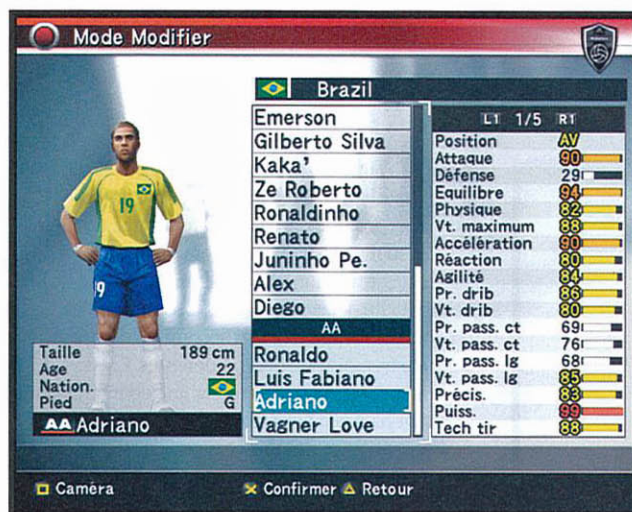 Mode Modifier
Brazil
Emerson
Gilberto Silva
Kaka'
Ze Roberto
Ronaldinho
Renato
Juninho Pe.
Alex
Diego
AA
Ronaldo
Luis Fabiano
Adriano
Vagner Love
L1 1/5 R1
Position AV
Attaque 90
Défense 29
Equilibre 94
Physique 82
Vt. maximum 88
Accélération 90
Réaction 80
Agilité 84
Pr. drib 86
Vt. drib 80
Pr. pass. ct 69
Vt. pass. ct 76
Pr. pass. lg 68
Vt. pass. lg 85
Précis. 83
Puiss. 99
Tech tir 88
19
19
Taille 189 cm
Age 22
Nation.
Pied G
AA Adriano
Caméra Confirmer Retour